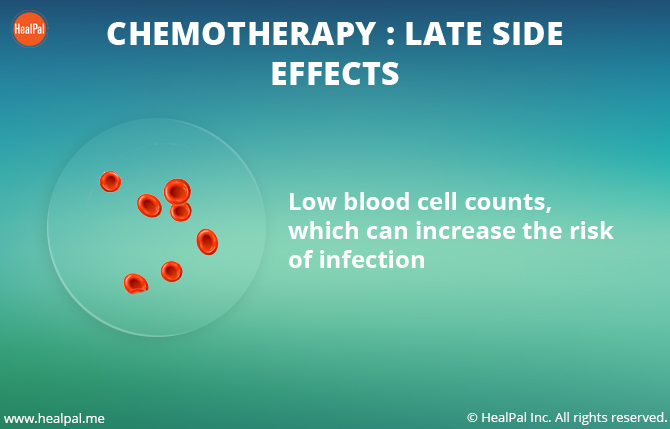 HealPal
CHEMOTHERAPY : LATE SIDE
EFFECTS
Low blood cell counts,
which can increase the risk
of infection
www.healpal.me
© HealPal Inc. All rights reserved.